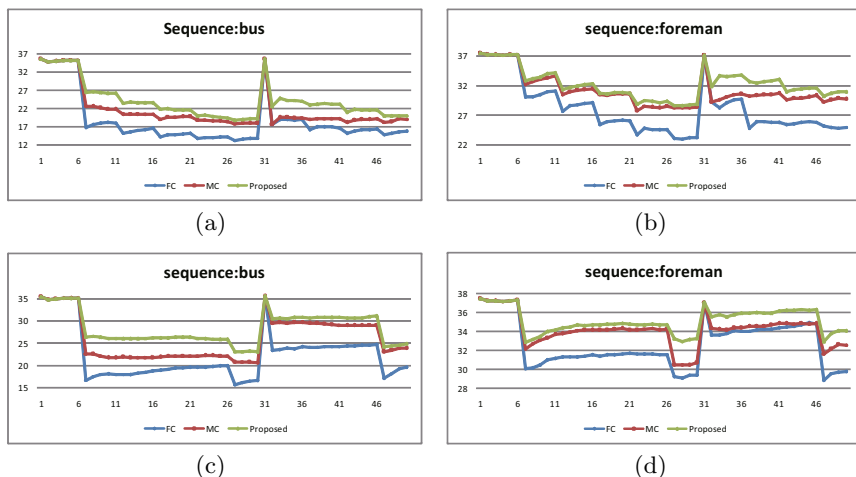 Sequence:bus
37
32
27
22
17
12
1 6 11 16 21 26 31 36 41 46
FC MC Proposed
(a)
sequence:foreman
37
32
27
22
1 6 11 16 21 26 31 36 41 46
FC MC Proposed
(b)
sequence:bus
35
30
25
20
15
1 6 11 16 21 26 31 36 41 46
FC MC Proposed
(c)
sequence:foreman
38
36
34
32
30
28
1 6 11 16 21 26 31 36 41 46
FC MC Proposed
(d)